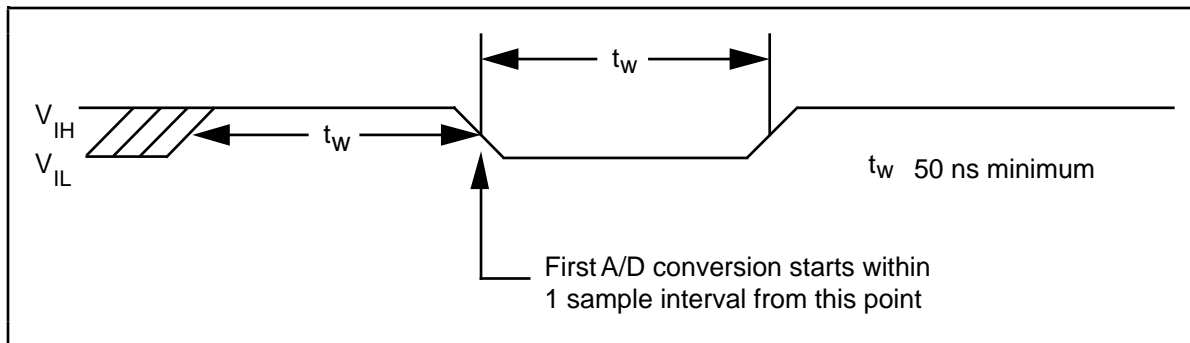 t_w
V_IH
t_w
V_IL
t_w 50 ns minimum
First A/D conversion starts within
1 sample interval from this point